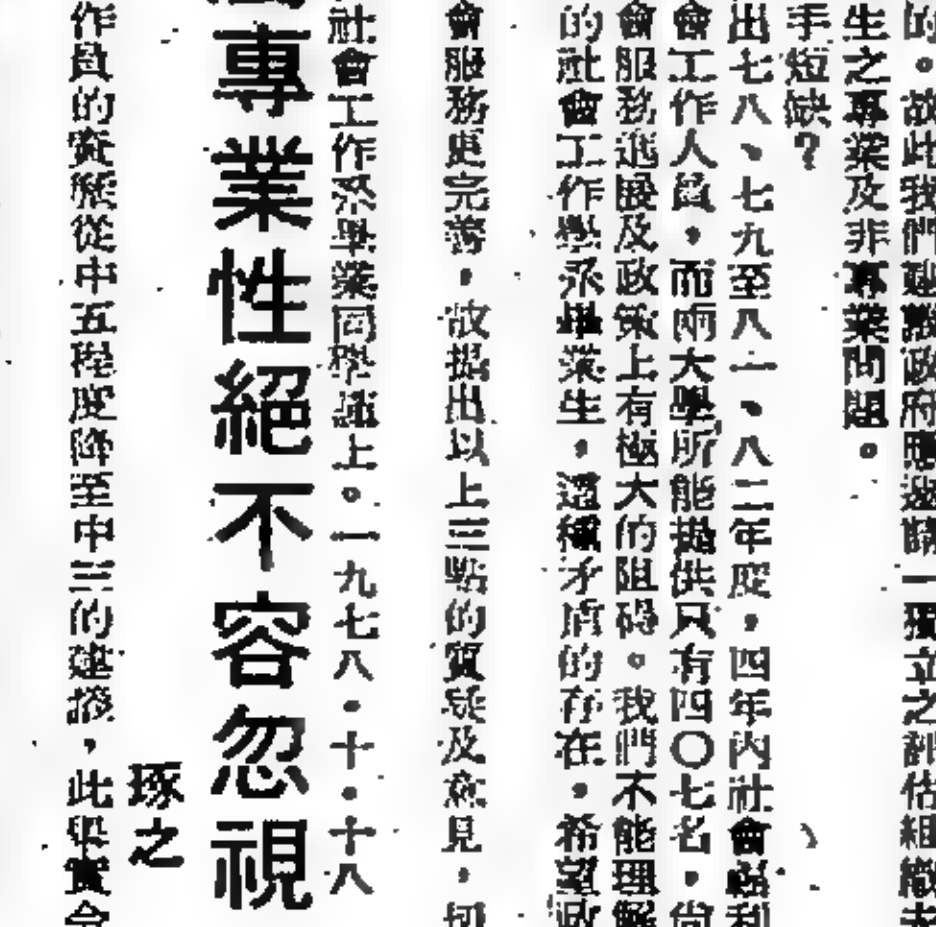 的。故此我們建議政府應邀請一獨立之評估組織
生之專業及非專業問題。
手短缺?
出七八、七九至八一、八二年度,四年內社會福利
會工作人員,而兩大學所能提供只有四〇七名,尚
會服務進展及政策上有極大的阻碍。我們不能理解
的社會工作學系畢業生,這種矛盾的存在,希望政
會服務更完善,故提出以上三點的質疑及意見,切
社會工作系畢業同學謹上。一九七八.十.十八
專業性絕不容忽視
琢之
作員的資歷從中五程度降至中三的建議,此與實令